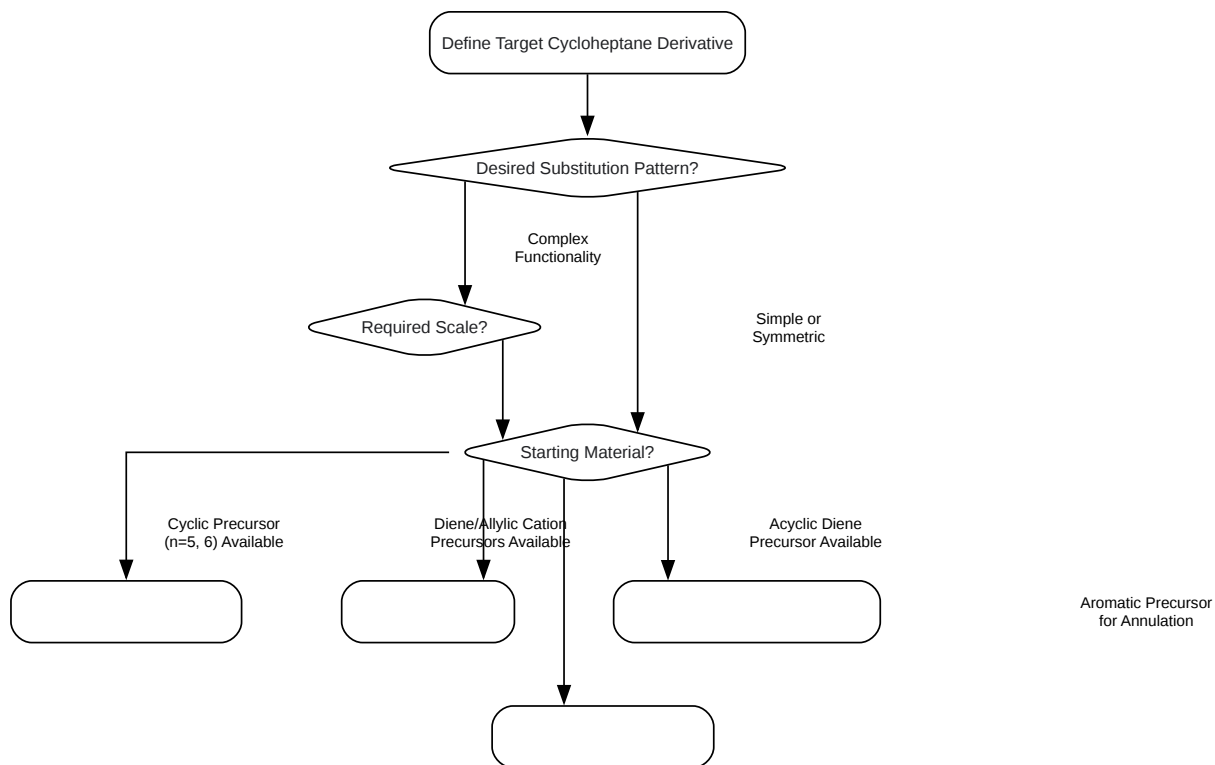 Define Target Cycloheptane Derivative
Desired Substitution Pattern?
Complex
Functionality
Simple or
Symmetric
Required Scale?
Starting Material?
Cyclic Precursor
(n=5, 6) Available
Diene/Allylic Cation
Precursors Available
Acyclic Diene
Precursor Available
Aromatic Precursor
for Annulation